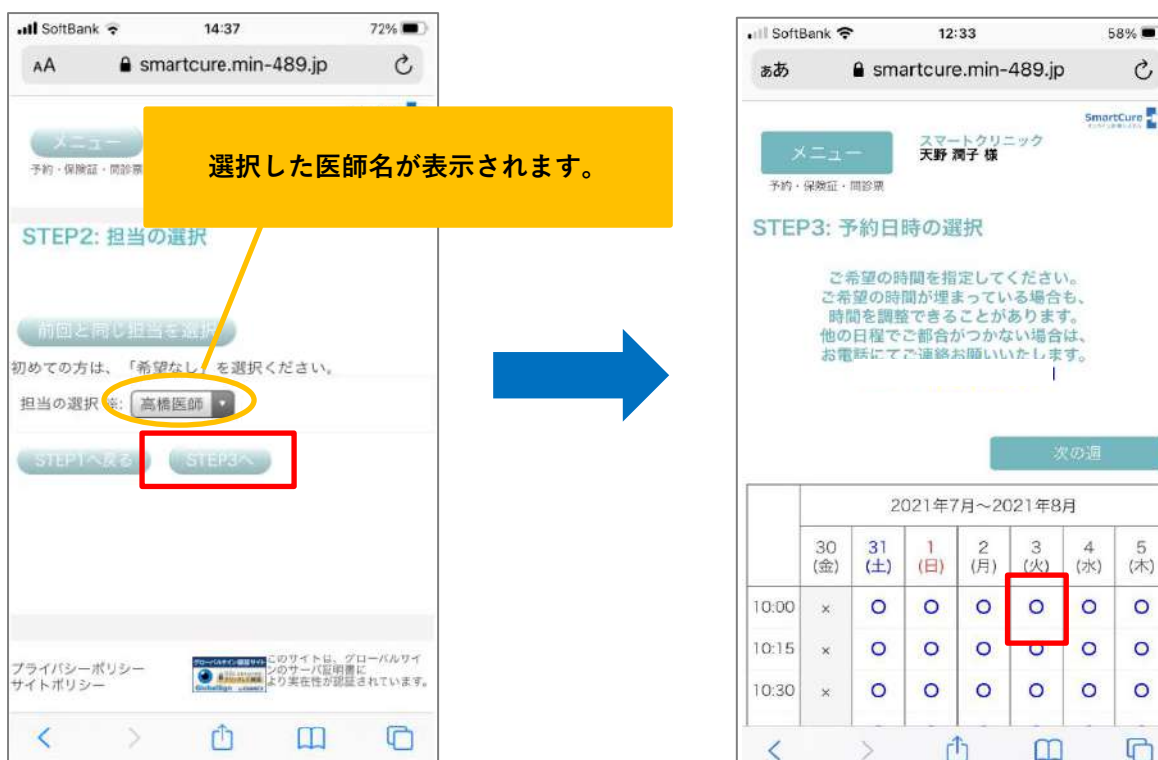 SoftBank 14:37 72%
AA smartcure.min-489.jp
メニュー
予約・保険証・問診票
選択した医師名が表示されます。
STEP2: 担当の選択
前回と同じ担当を選択
初めての方は、「希望なし」を選択ください。
担当の選択 ※: 高橋医師
STEP1へ戻る STEP3へ
プライバシーポリシー
サイトポリシー
このサイトは、グローバルサイ
ンのサーバ証明書に
より実在性が認証されています。
SoftBank 12:33 58%
ぁあ smartcure.min-489.jp
SmartCure
メニュー
予約・保険証・問診票
スマートクリニック
天野 潤子 様
STEP3: 予約日時の選択
ご希望の時間を指定してください。
ご希望の時間が埋まっている場合も、
時間を調整できることがあります。
他の日程でご都合がつかない場合は、
お電話にてご連絡お願いいたします。
次の週
2021年7月～2021年8月
30 31 1 2 3 4 5
(金) (土) (日) (月) (火) (水) (木)
10:00 × ○ ○ ○ ○ ○ ○
10:15 × ○ ○ ○ ○ ○ ○
10:30 × ○ ○ ○ ○ ○ ○